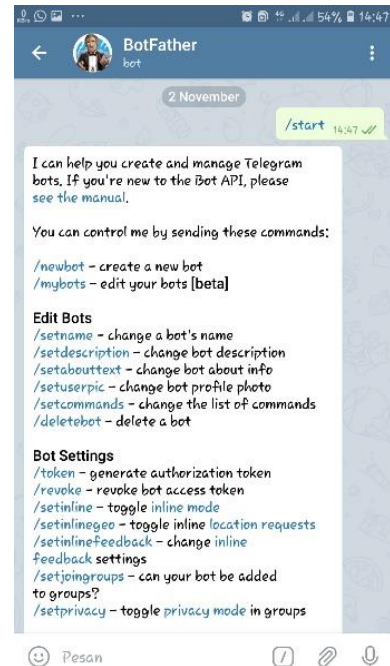 54% 14:47
BotFather
bot
2 November
/start 14:47
I can help you create and manage Telegram
bots. If you're new to the Bot API, please
see the manual.
You can control me by sending these commands:
/newbot - create a new bot
/mybots - edit your bots [beta]
Edit Bots
/setname - change a bot's name
/setdescription - change bot description
/setabouttext - change bot about info
/setuserpic - change bot profile photo
/setcommands - change the list of commands
/deletebot - delete a bot
Bot Settings
/token - generate authorization token
/revoke - revoke bot access token
/setinline - toggle inline mode
/setinlinegeo - toggle inline location requests
/setinlinefeedback - change inline
feedback settings
/setjoingroups - can your bot be added
to groups?
/setprivacy - toggle privacy mode in groups
Pesan